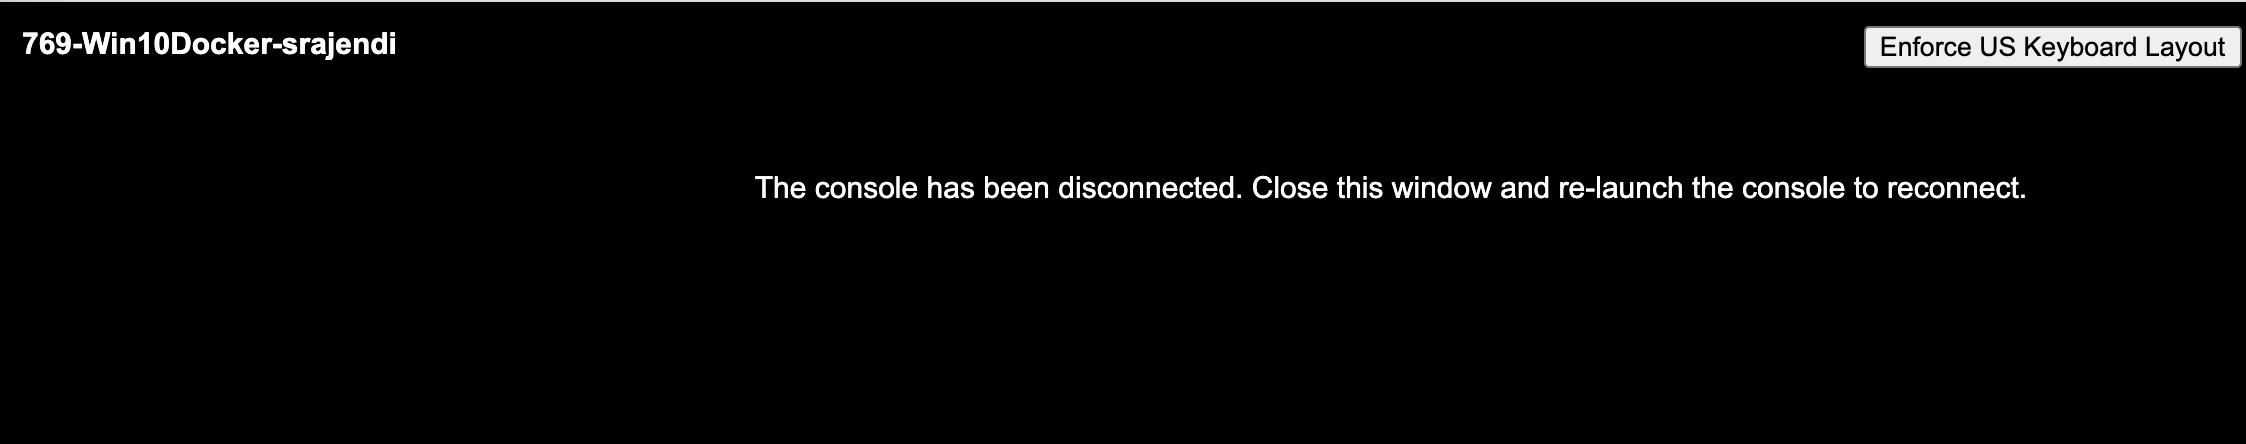 769-Win10Docker-srajendi
Enforce US Keyboard Layout
The console has been disconnected. Close this window and re-launch the console to reconnect.